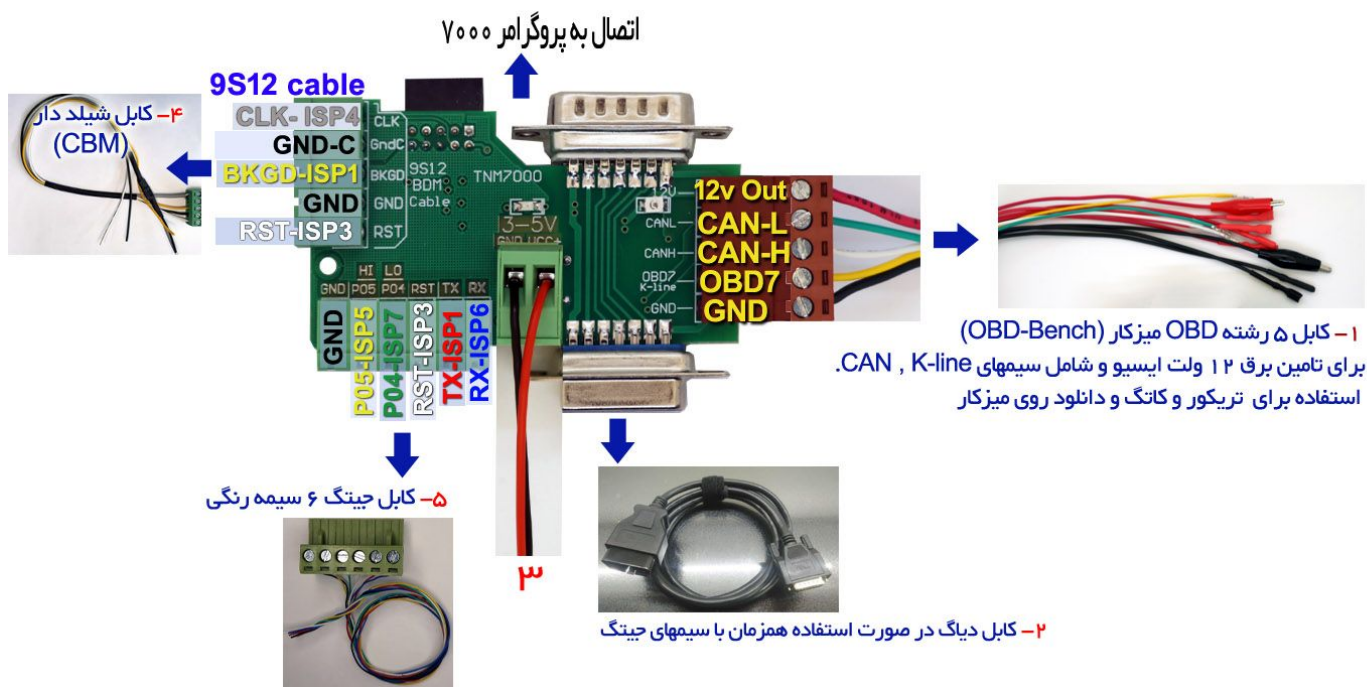 اتصال به پروگرامر ۷۰۰۰
9S12 cable
CLK- ISP4
GND-C
BKGD-ISP1
GND
RST-ISP3
CLK
GndC
BKGD
GND
RST
9S12
BDM
Cable
TNM7000
۴- کابل شیلد دار
(CBM)
12V
CANL
CANH
OBD7
K-line
GND
12v Out
CAN-L
CAN-H
OBD7
GND
3-5V
GND VCC+
HI LO
GND P05 P04 RST TX RX
GND
P05-ISP5
P04-ISP7
RST-ISP3
TX-ISP1
RX-ISP6
۱- کابل ۵ رشته OBD میزکار (OBD-Bench)
برای تامین برق ۱۲ ولت ایسیو و شامل سیمهای CAN , K-line.
استفاده برای تریکور و کاتگ و دانلود روی میزکار
۵- کابل جیتگ ۶ سیمه رنگی
۳
۲- کابل دیاگ در صورت استفاده همزمان با سیمهای جیتگ